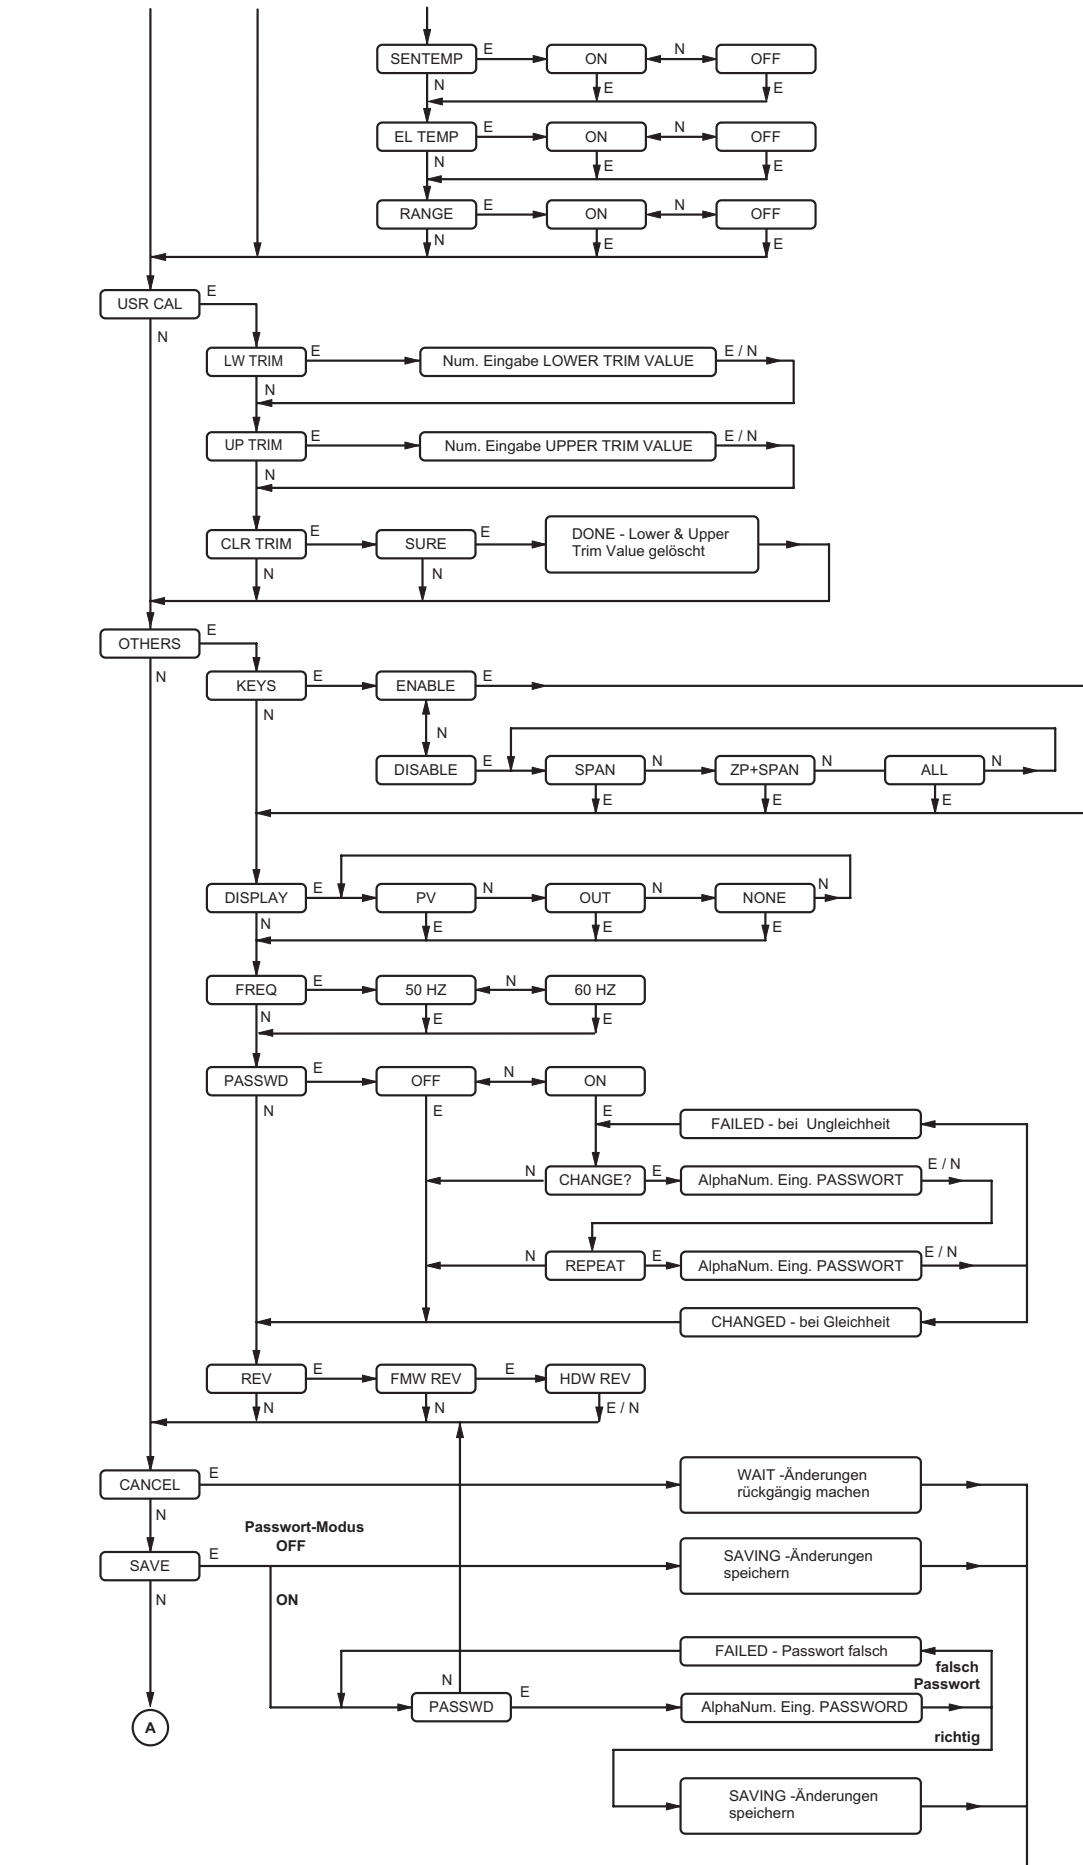 SENTEMP E ON N OFF
N E E
EL TEMP E ON N OFF
N E E
RANGE E ON N OFF
N E E
USR CAL E
N
LW TRIM E Num. Eingabe LOWER TRIM VALUE E / N
N
UP TRIM E Num. Eingabe UPPER TRIM VALUE E / N
N
CLR TRIM E SURE E DONE - Lower & Upper
Trim Value gelöscht
N N
OTHERS E
N
KEYS E ENABLE E
N
N
DISABLE E SPAN N ZP+SPAN N ALL N
E E E
DISPLAY E PV N OUT N NONE N
N E E E
FREQ E 50 HZ N 60 HZ
N E E
PASSWD E OFF N ON
N E E
FAILED - bei Ungleichheit
N CHANGE? E AlphaNum. Eing. PASSWORT E / N
N REPEAT E AlphaNum. Eing. PASSWORT E / N
CHANGED - bei Gleichheit
REV E FMW REV E HDW REV
N N E / N
CANCEL E WAIT -Änderungen
rückgängig machen
N
Passwort-Modus
OFF
SAVE E SAVING -Änderungen
speichern
N
ON
FAILED - Passwort falsch
falsch
Passwort
N
PASSWD E AlphaNum. Eing. PASSWORD
A
richtig
SAVING -Änderungen
speichern